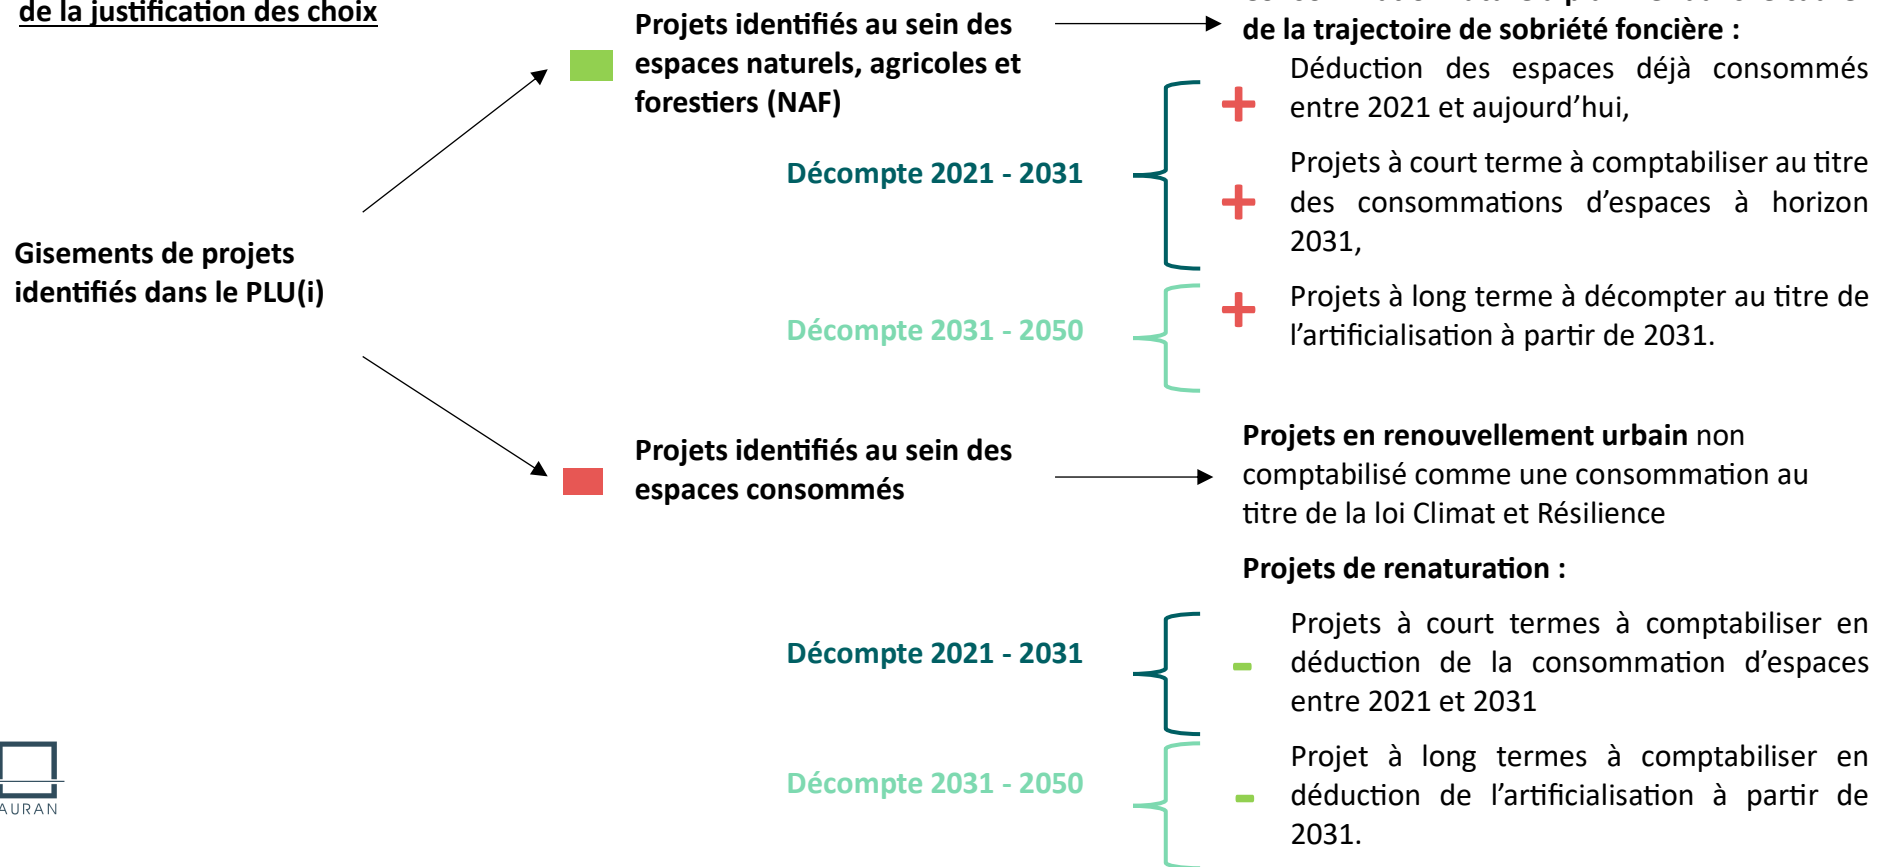 de la justification des choix
Projets identifiés au sein des
espaces naturels, agricoles et
forestiers (NAF)
de la trajectoire de sobriété foncière :
+
Déduction des espaces déjà consommés
entre 2021 et aujourd’hui,
Décompte 2021 - 2031
+
Projets à court terme à comptabiliser au titre
des consommations d’espaces à horizon
2031,
Gisements de projets
identifiés dans le PLU(i)
Décompte 2031 - 2050
+
Projets à long terme à décompter au titre de
l’artificialisation à partir de 2031.
Projets identifiés au sein des
espaces consommés
Projets en renouvellement urbain non
comptabilisé comme une consommation au
titre de la loi Climat et Résilience
Projets de renaturation :
Décompte 2021 - 2031
-
Projets à court termes à comptabiliser en
déduction de la consommation d’espaces
entre 2021 et 2031
Décompte 2031 - 2050
-
Projet à long termes à comptabiliser en
déduction de l’artificialisation à partir de
2031.
AURAN